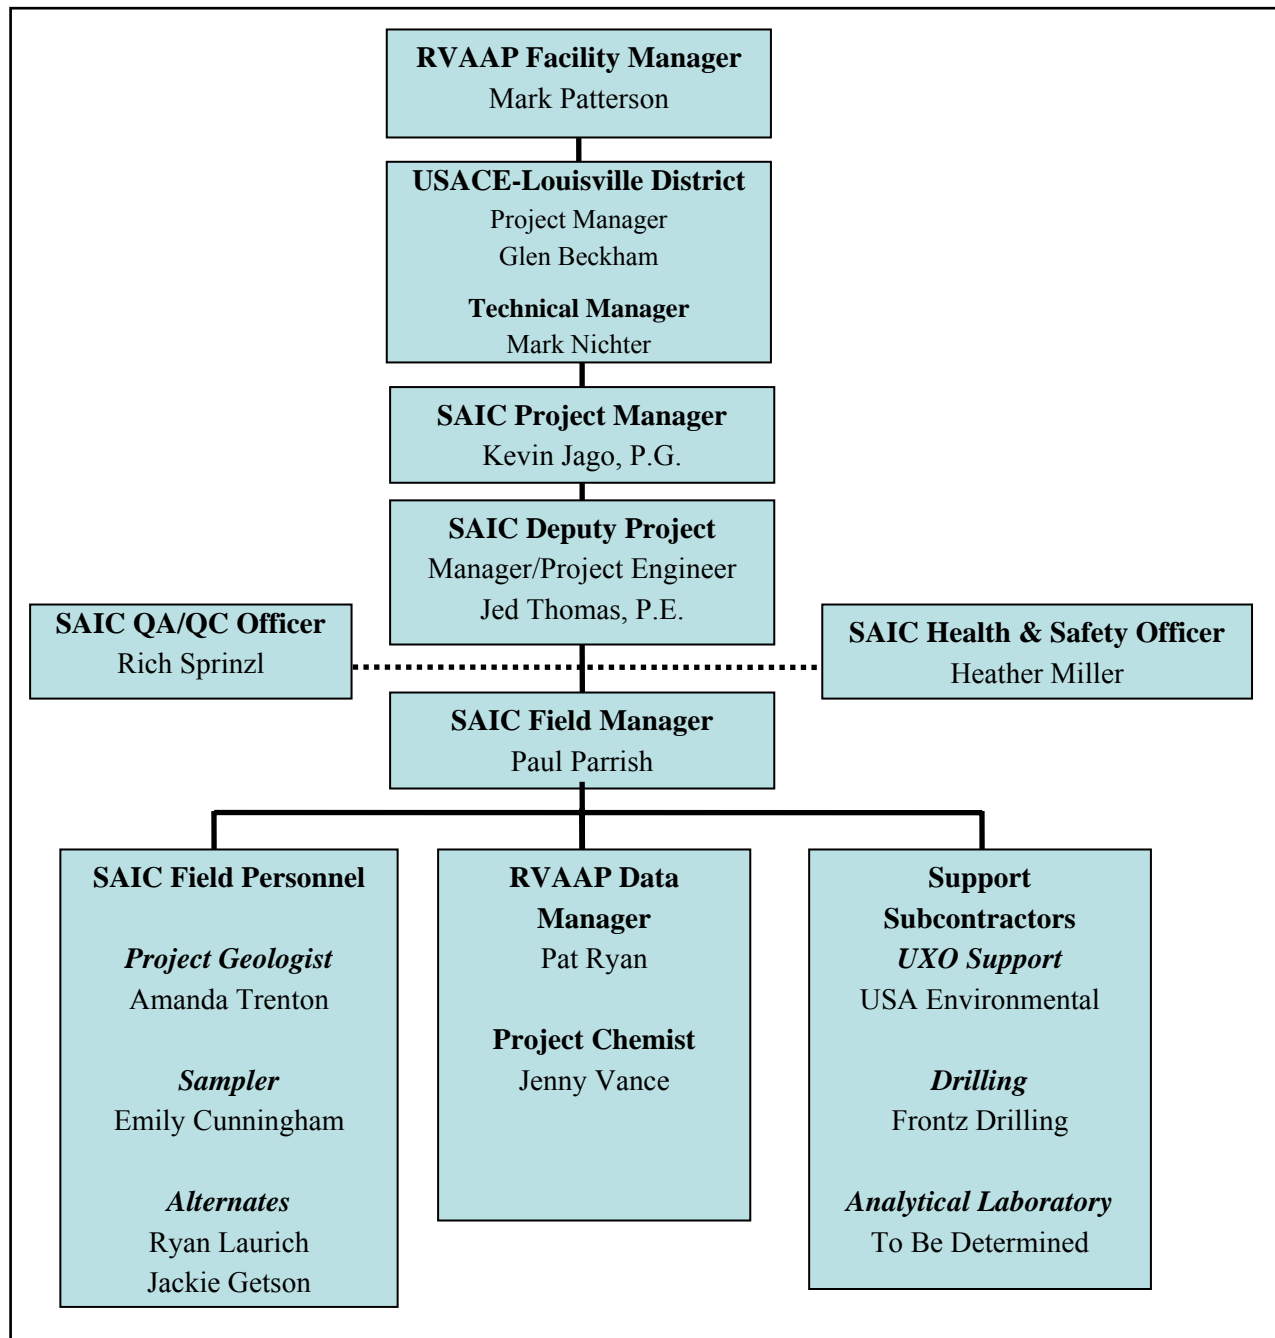 RVAAP Facility Manager
Mark Patterson
USACE-Louisville District
Project Manager
Glen Beckham
Technical Manager
Mark Nichter
SAIC Project Manager
Kevin Jago, P.G.
SAIC Deputy Project
Manager/Project Engineer
Jed Thomas, P.E.
SAIC QA/QC Officer
Rich Sprinzl
SAIC Health & Safety Officer
Heather Miller
SAIC Field Manager
Paul Parrish
SAIC Field Personnel
Project Geologist
Amanda Trenton
Sampler
Emily Cunningham
Alternates
Ryan Laurich
Jackie Getson
RVAAP Data
Manager
Pat Ryan
Project Chemist
Jenny Vance
Support
Subcontractors
UXO Support
USA Environmental
Drilling
Frontz Drilling
Analytical Laboratory
To Be Determined